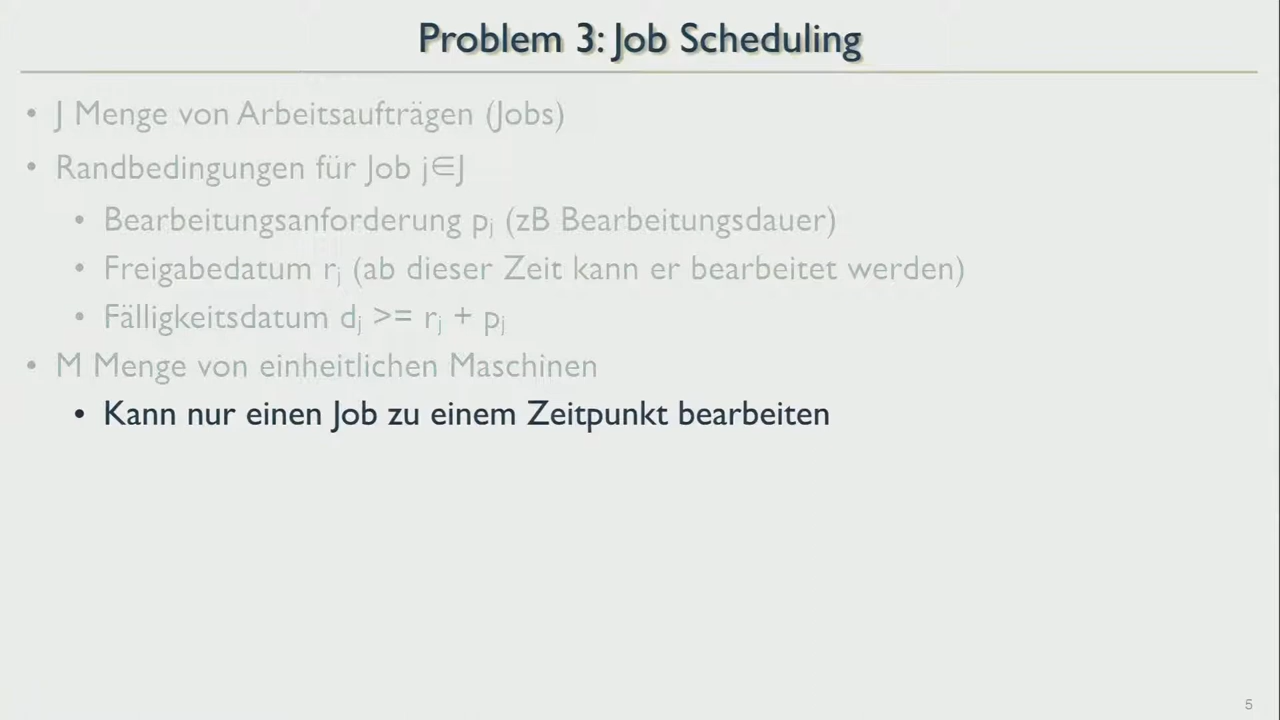 Problem 3: Job Scheduling
• J Menge von Arbeitsaufträgen (Jobs)
• Randbedingungen für Job j∈J
• Bearbeitungsanforderung pj (zB Bearbeitungsdauer)
• Freigabedatum rj (ab dieser Zeit kann er bearbeitet werden)
• Fälligkeitsdatum dj >= rj + pj
• M Menge von einheitlichen Maschinen
• Kann nur einen Job zu einem Zeitpunkt bearbeiten
5